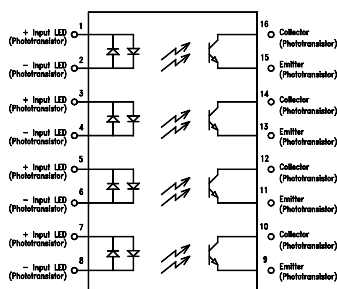 + Input LED
(Phototransistor)
1
16
Collector
(Phototransistor)
− Input LED
(Phototransistor)
2
15
Emitter
(Phototransistor)
+ Input LED
(Phototransistor)
3
14
Collector
(Phototransistor)
− Input LED
(Phototransistor)
4
13
Emitter
(Phototransistor)
+ Input LED
(Phototransistor)
5
12
Collector
(Phototransistor)
− Input LED
(Phototransistor)
6
11
Emitter
(Phototransistor)
+ Input LED
(Phototransistor)
7
10
Collector
(Phototransistor)
− Input LED
(Phototransistor)
8
9
Emitter
(Phototransistor)